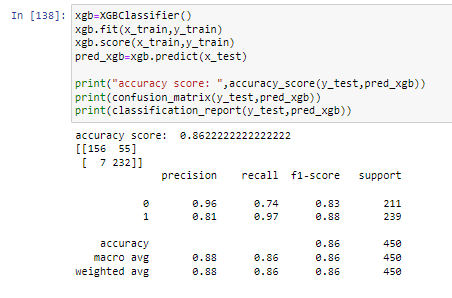 In [138]: xgb=XGBClassifier()
xgb.fit(x_train,y_train)
xgb.score(x_train,y_train)
pred_xgb=xgb.predict(x_test)
print("accuracy score: ",accuracy_score(y_test,pred_xgb))
print(confusion_matrix(y_test,pred_xgb))
print(classification_report(y_test,pred_xgb))
accuracy score:  0.8622222222222222
[[156  55]
 [  7 232]]
precision recall f1-score support
0 0.96 0.74 0.83 211
1 0.81 0.97 0.88 239
accuracy 0.86 450
macro avg 0.88 0.86 0.86 450
weighted avg 0.88 0.86 0.86 450